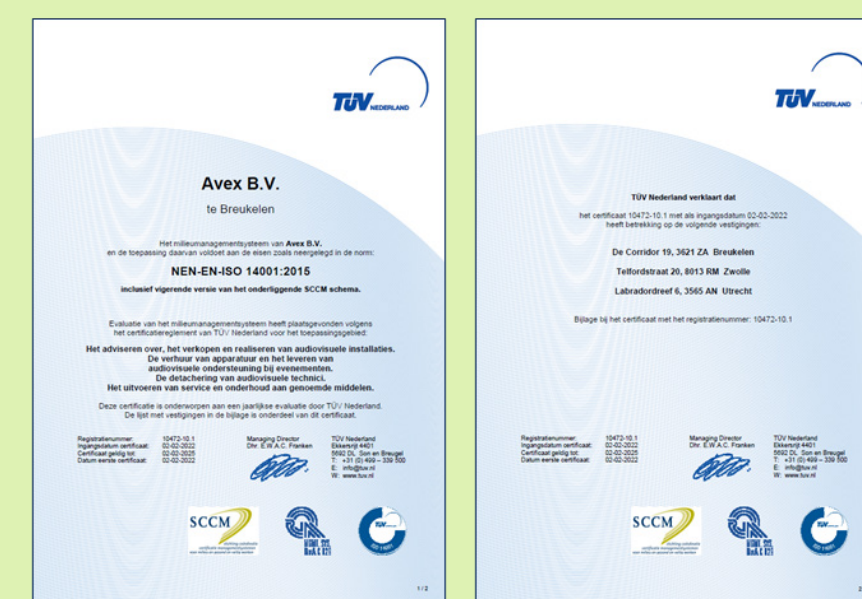 TÜV NEDERLAND
Avex B.V.
te Breukelen
Het milieumanagementsysteem van Avex B.V.
en de toepassing daarvan voldoet aan de eisen zoals neergelegd in de norm:
NEN-EN-ISO 14001:2015
inclusief vigerende versie van het onderliggende SCCM schema.
Evaluatie van het milieumanagementsysteem heeft plaatsgevonden volgens
het certificatiereglement van TÜV Nederland voor het toepassingsgebied:
Het adviseren over, het verkopen en realiseren van audiovisuele installaties.
De verhuur van apparatuur en het leveren van
audiovisuele ondersteuning bij evenementen.
De detachering van audiovisuele technici.
Het uitvoeren van service en onderhoud aan genoemde middelen.
Deze certificatie is onderworpen aan een jaarlijkse evaluatie door TÜV Nederland.
De lijst met vestigingen in de bijlage is onderdeel van dit certificaat.
Registratienummer: 10472-10.1
Ingangsdatum certificaat: 02-02-2022
Certificaat geldig tot: 02-02-2025
Datum eerste certificaat: 02-02-2022
Managing Director
Dhr. E.W.A.C. Franken
TÜV Nederland
Ekkersrijt 4401
5692 DL Son en Breugel
T: +31 (0) 499 – 339 500
E: info@tuv.nl
W: www.tuv.nl
SCCM
TÜV
ISO 14001
1 / 2
TÜV NEDERLAND
TÜV Nederland verklaart dat
het certificaat 10472-10.1 met als ingangsdatum 02-02-2022
heeft betrekking op de volgende vestigingen:
De Corridor 19, 3621 ZA Breukelen
Telfordstraat 20, 8013 RM Zwolle
Labradordreef 6, 3565 AN Utrecht
Bijlage bij het certificaat met het registratienummer: 10472-10.1
Registratienummer: 10472-10.1
Ingangsdatum certificaat: 02-02-2022
Certificaat geldig tot: 02-02-2025
Datum eerste certificaat: 02-02-2022
Managing Director
Dhr. E.W.A.C. Franken
TÜV Nederland
Ekkersrijt 4401
5692 DL Son en Breugel
T: +31 (0) 499 – 339 500
E: info@tuv.nl
W: www.tuv.nl
SCCM
TÜV
ISO 14001